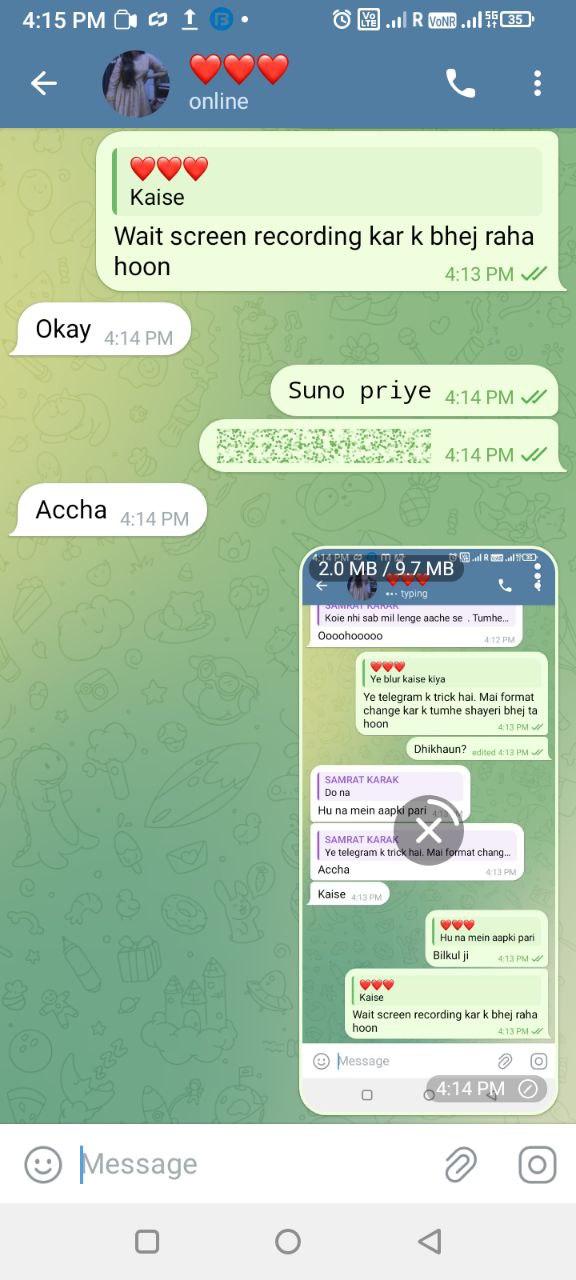 4:15 PM
R
Vo
LTE
VoNR
35
❤️❤️❤️
online
❤️❤️❤️
Kaise
Wait screen recording kar k bhej raha
hoon
4:13 PM
Okay 4:14 PM
Suno priye 4:14 PM
4:14 PM
Accha 4:14 PM
2.0 MB / 9.7 MB
typing
SAMRAT KARAK
Koie nhi sab mil lenge aache se . Tumhe...
Ooohooooo
4:12 PM
❤️❤️❤️
Ye blur kaise kiya
Ye telegram k trick hai. Mai format
change kar k tumhe shayeri bhej ta
hoon
4:13 PM
Dhikhaun? edited 4:13 PM
SAMRAT KARAK
Do na
Hu na mein aapki pari
SAMRAT KARAK
Ye telegram k trick hai. Mai format chang...
Accha
4:13 PM
Kaise 4:13 PM
❤️❤️❤️
Hu na mein aapki pari
Bilkul ji
4:13 PM
❤️❤️❤️
Kaise
Wait screen recording kar k bhej raha
hoon
4:13 PM
Message
4:14 PM
Message